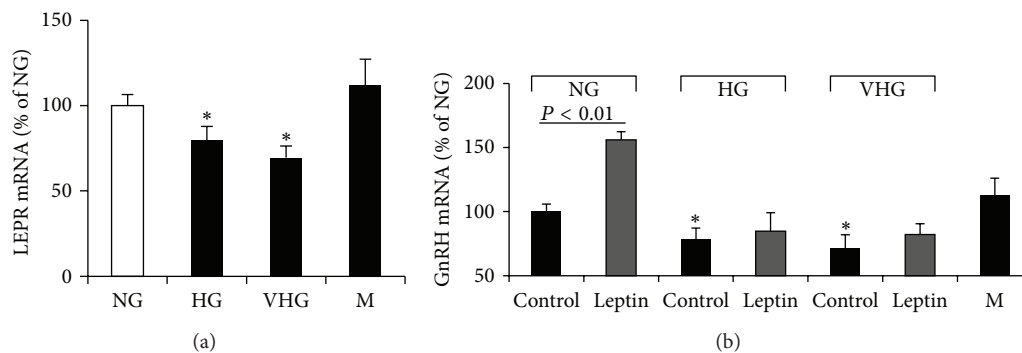 LEPR mRNA (% of NG)
150
100
50
0
*
*
NG HG VHG M
(a)
GnRH mRNA (% of NG)
200
150
100
50
NG HG VHG
P < 0.01
*
*
Control Leptin Control Leptin Control Leptin M
(b)